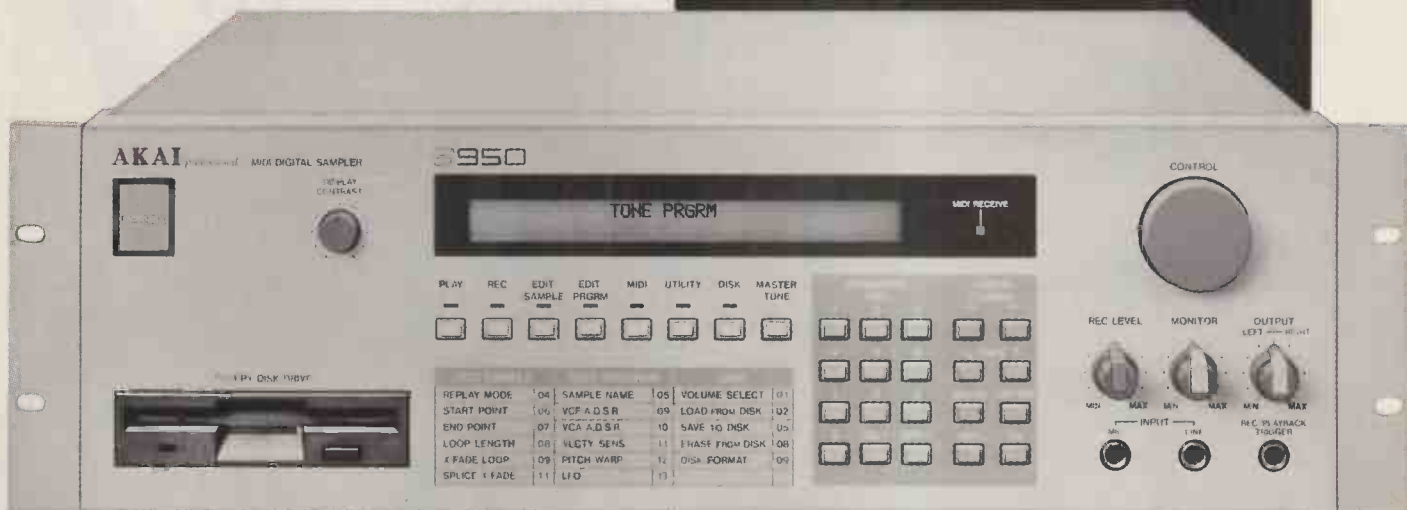 AKAI professional MIDI DIGITAL SAMPLER
S950
DISPLAY
CONTRAST
TONE PRGRM
MIDI RECEIVE
CONTROL
PLAY
REC
EDIT
SAMPLE
EDIT
PRGRM
MIDI
UTILITY
DISK
MASTER
TUNE
REC LEVEL
MONITOR
OUTPUT
LEFT RIGHT
MIN MAX
MIN MAX
MIN MAX
INPUT
MIC
LINE
REC/PLAYBACK
TRIGGER
DISK DRIVE
REPLAY MODE 04 SAMPLE NAME 05 VOLUME SELECT 01
START POINT 06 VCF A.D.S.R 09 LOAD FROM DISK 02
END POINT 07 VCA A.D.S.R 10 SAVE TO DISK 05
LOOP LENGTH 08 VLCTY SENS 11 ERASE FROM DISK 08
X FADE LOOP 09 PITCH WARP 12 DISK FORMAT 09
SPLICE X FADE 11 LFO 13